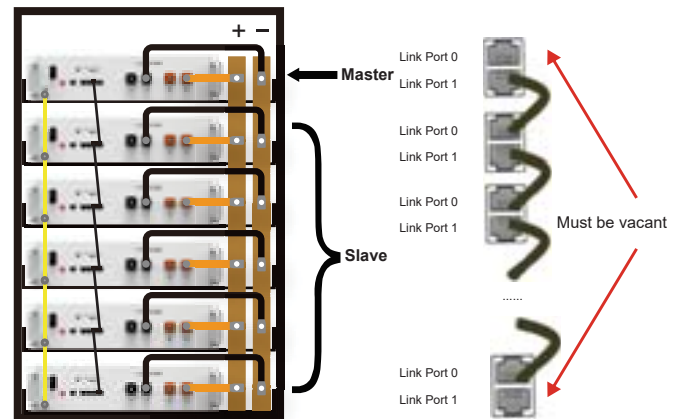 + −
Master
Slave
Link Port 0
Link Port 1
Link Port 0
Link Port 1
Link Port 0
Link Port 1
Must be vacant
......
Link Port 0
Link Port 1